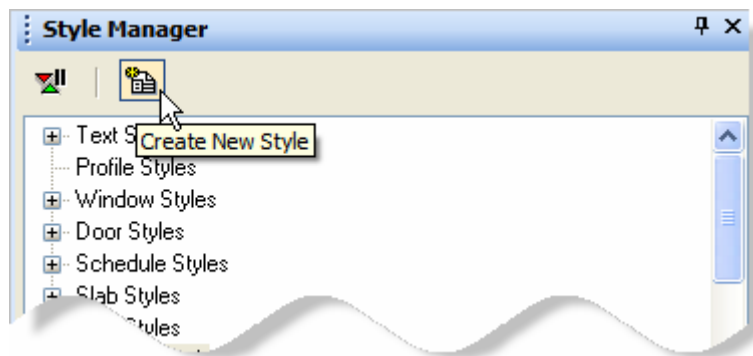 Style Manager
Text S
Create New Style
Profile Styles
Window Styles
Door Styles
Schedule Styles
Slab Styles
Styles